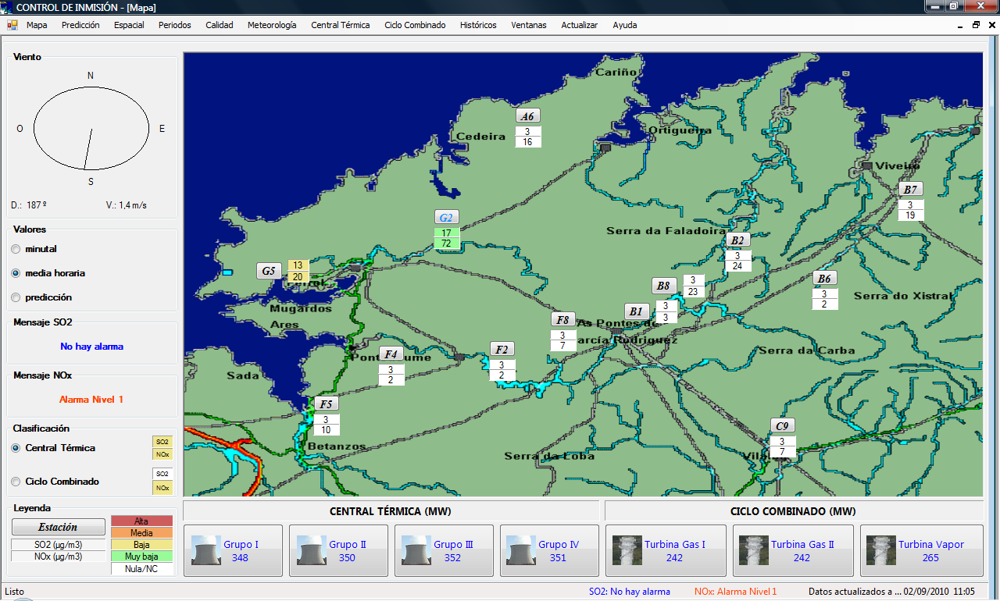 CONTROL DE INMISIÓN - [Mapa]
Mapa Predicción Espacial Periodos Calidad Meteorología Central Térmica Ciclo Combinado Históricos Ventanas Actualizar Ayuda
Viento
N
O E
S
D.: 187 º V.: 1,4 m/s
Valores
minutal
media horaria
predicción
Mensaje SO2
No hay alarma
Mensaje NOx
Alarma Nivel 1
Clasificación
Central Térmica
SO2
NOx
Ciclo Combinado
SO2
NOx
Leyenda
Estación
SO2 (µg/m3)
NOx (µg/m3)
Alta
Media
Baja
Muy baja
Nula/NC
Cariño
A6
3
16
Cedeira
Ortigueira
Viveiro
B7
3
19
G2
17
72
Serra da Faladoira
B2
3
24
G5
13
20
Ferrol
B8
3
23
B6
3
2
Serra do Xistral
Mugardos
Ares
B1
3
3
F8
3
7
As Pontes de
García Rodríguez
F4
3
2
F2
3
2
Serra da Carba
Sada
F5
3
10
C9
3
7
Betanzos
Serra da Loba
CENTRAL TÉRMICA (MW)
CICLO COMBINADO (MW)
Grupo I
348
Grupo II
350
Grupo III
352
Grupo IV
351
Turbina Gas I
242
Turbina Gas II
242
Turbina Vapor
265
Listo SO2: No hay alarma NOx: Alarma Nivel 1 Datos actualizados a ... 02/09/2010 11:05